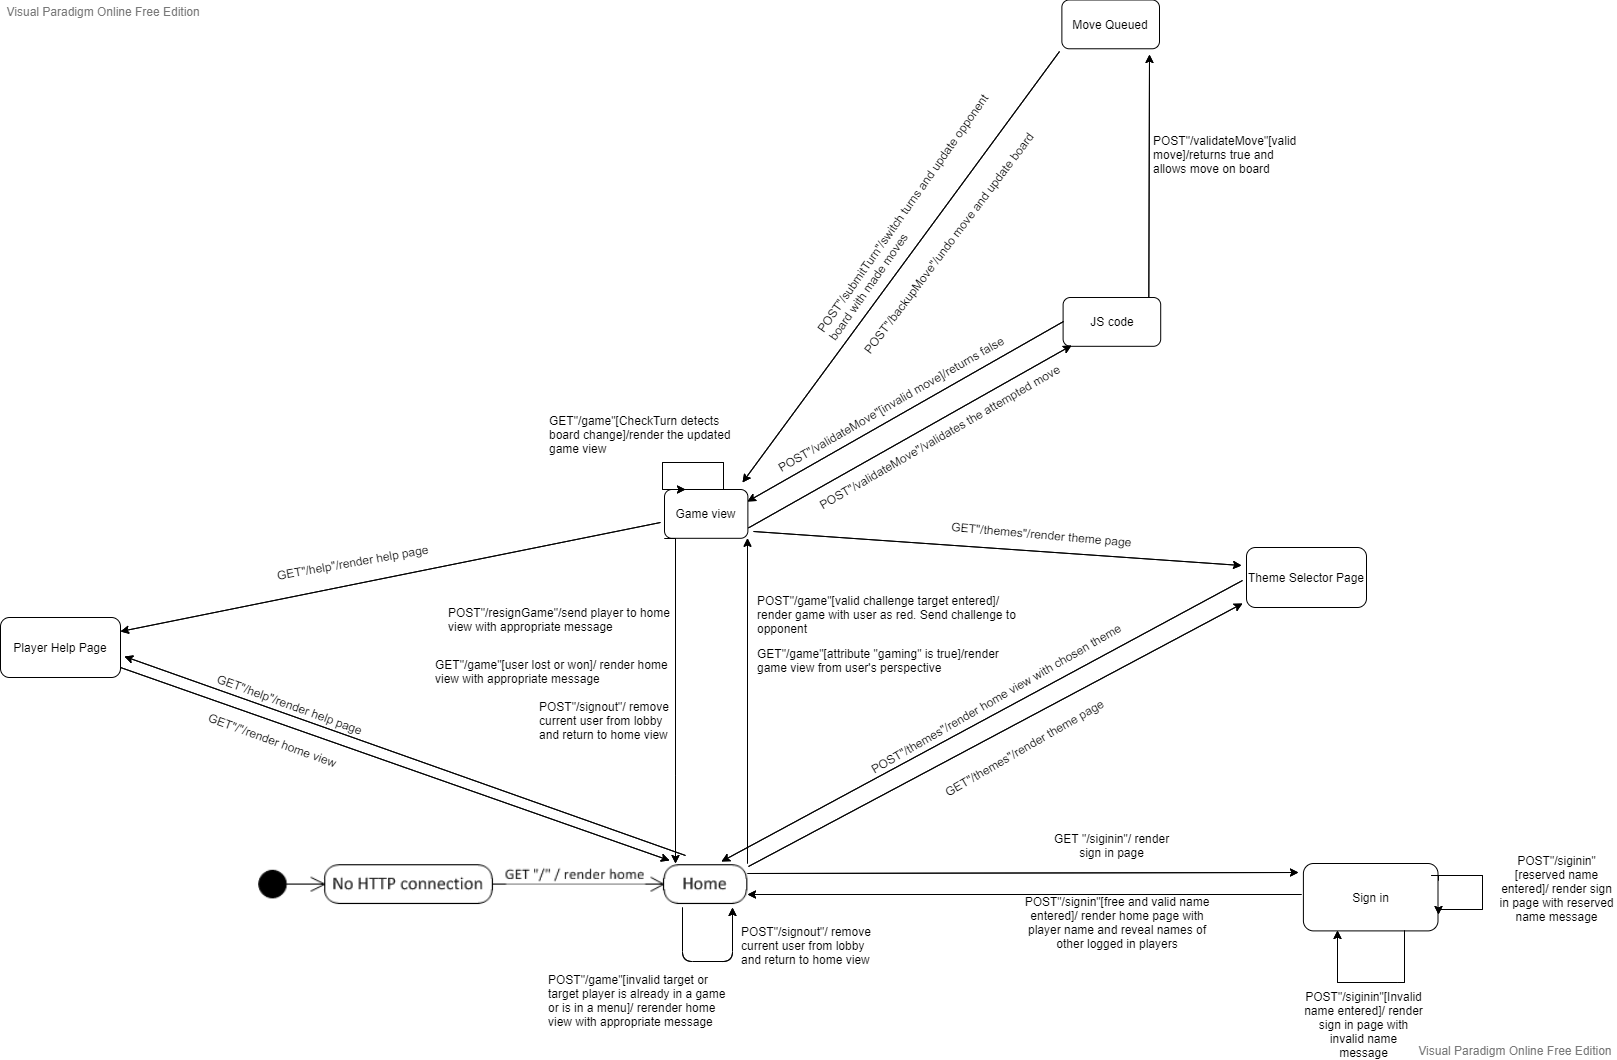 Visual Paradigm Online Free Edition
Move Queued
POST"/validateMove"[valid
move]/returns true and
allows move on board
POST"/submitTurn"/switch turns and update opponent
board with made moves
POST"/backupMove"/undo move and update board
JS code
POST"/validateMove"[invalid move]/returns false
POST"/validateMove"/validates the attempted move
GET"/game"[CheckTurn detects
board change]/render the updated
game view
Game view
GET"/themes"/render theme page
GET"/help"/render help page
Theme Selector Page
POST"/resignGame"/send player to home
view with appropriate message
POST"/game"[valid challenge target entered]/
render game with user as red. Send challenge to
opponent
Player Help Page
GET"/game"[user lost or won]/ render home
view with appropriate message
GET"/game"[attribute "gaming" is true]/render
game view from user's perspective
POST"/signout"/ remove
current user from lobby
and return to home view
GET"/help"/render help page
GET"/"/render home view
POST"/themes"/render home view with chosen theme
GET"/themes"/render theme page
No HTTP connection
GET "/" / render home
Home
GET "/siginin"/ render
sign in page
POST"/signin"[free and valid name
entered]/ render home page with
player name and reveal names of
other logged in players
Sign in
POST"/siginin"
[reserved name
entered]/ render sign
in page with reserved
name message
POST"/signout"/ remove
current user from lobby
and return to home view
POST"/game"[invalid target or
target player is already in a game
or is in a menu]/ rerender home
view with appropriate message
POST"/siginin"[Invalid
name entered]/ render
sign in page with
invalid name
message
Visual Paradigm Online Free Edition